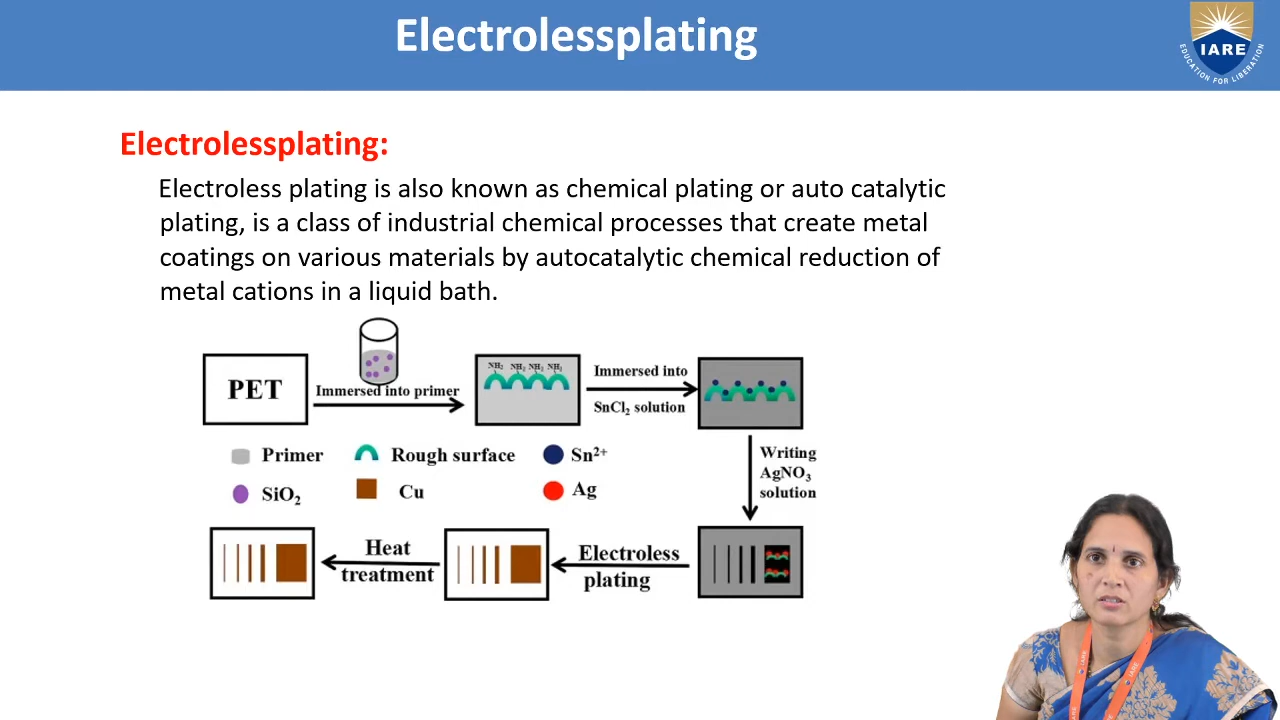 Electrolessplating
IARE
EDUCATION FOR LIBERATION
Electrolessplating:
Electroless plating is also known as chemical plating or auto catalytic
plating, is a class of industrial chemical processes that create metal
coatings on various materials by autocatalytic chemical reduction of
metal cations in a liquid bath.
PET
Immersed into primer
NH₂ NH₂ NH₂ NH₂
Immersed into
SnCl₂ solution
Writing
AgNO₃
solution
Primer
Rough surface
Sn²⁺
SiO₂
Cu
Ag
Heat
treatment
Electroless
plating
IARE